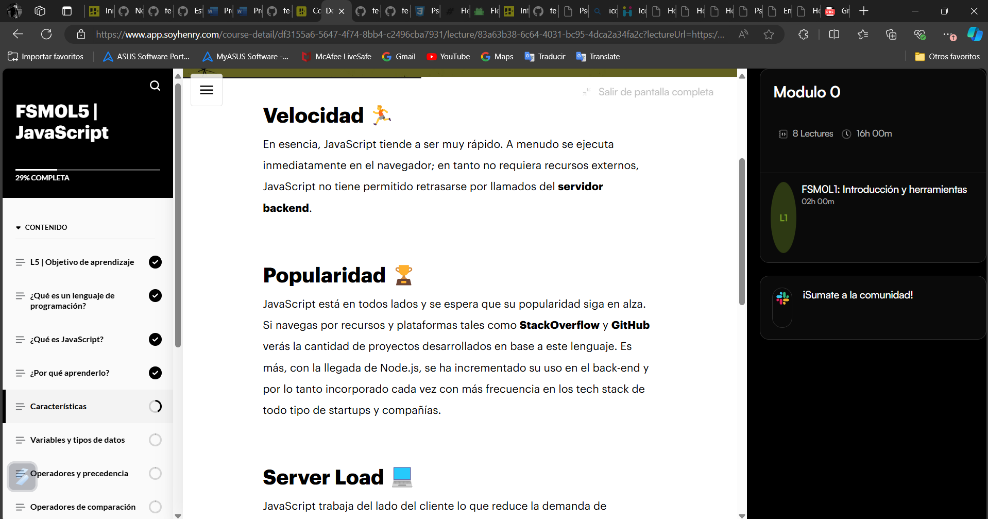 https://www.app.soyhenry.com/course-detail/df3155a6-5647-4f74-8bb4-c2496cba7931/lecture/83a63b38-6c64-4031-bc95-4dca2a34fa2c?lectureUrl=https:/...
Importar favoritos
ASUS Software Port...
MyASUS Software -...
McAfee LiveSafe
Gmail
YouTube
Maps
Traducir
Translate
Otros favoritos
FSM0L5 |
JavaScript
29% COMPLETA
CONTENIDO
L5 | Objetivo de aprendizaje
¿Qué es un lenguaje de
programación?
¿Qué es JavaScript?
¿Por qué aprenderlo?
Características
Variables y tipos de datos
Operadores y precedencia
Operadores de comparación
Salir de pantalla completa
Velocidad 🏃
En esencia, JavaScript tiende a ser muy rápido. A menudo se ejecuta
inmediatamente en el navegador; en tanto no requiera recursos externos,
JavaScript no tiene permitido retrasarse por llamados del servidor
backend.
Popularidad 🏆
JavaScript está en todos lados y se espera que su popularidad siga en alza.
Si navegas por recursos y plataformas tales como StackOverflow y GitHub
verás la cantidad de proyectos desarrollados en base a este lenguaje. Es
más, con la llegada de Node.js, se ha incrementado su uso en el back-end y
por lo tanto incorporado cada vez con más frecuencia en los tech stack de
todo tipo de startups y compañías.
Server Load 💻
JavaScript trabaja del lado del cliente lo que reduce la demanda de
Modulo 0
8 Lectures
16h 00m
L1
FSM0L1: Introducción y herramientas
02h 00m
¡Sumate a la comunidad!